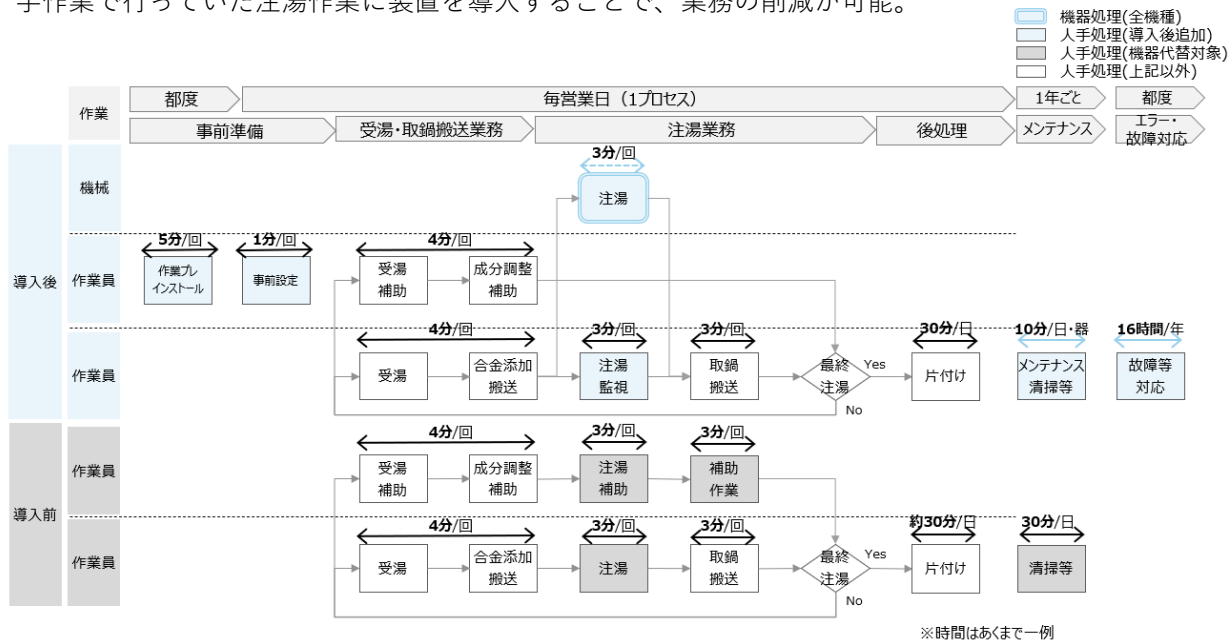 手作業で行っていた注湯作業に装置を導入することで、業務の削減が可能。
機器処理(全機種)
人手処理(導入後追加)
人手処理(機器代替対象)
人手処理(上記以外)
作業
都度
毎営業日（1プロセス）
1年ごと
都度
事前準備
受湯・取鍋搬送業務
注湯業務
後処理
メンテナンス
エラー・
故障対応
導入後
機械
3分/回
注湯
作業員
5分/回
作業プレ
インストール
1分/回
事前設定
4分/回
受湯
補助
成分調整
補助
作業員
4分/回
受湯
合金添加
搬送
3分/回
注湯
監視
3分/回
取鍋
搬送
最終
注湯
Yes
No
30分/日
片付け
10分/日・器
メンテナンス
清掃等
16時間/年
故障等
対応
導入前
作業員
4分/回
受湯
補助
成分調整
補助
3分/回
注湯
補助
3分/回
補助
作業
作業員
4分/回
受湯
合金添加
搬送
3分/回
注湯
3分/回
取鍋
搬送
最終
注湯
Yes
No
約30分/日
片付け
30分/日
清掃等
※時間はあくまで一例